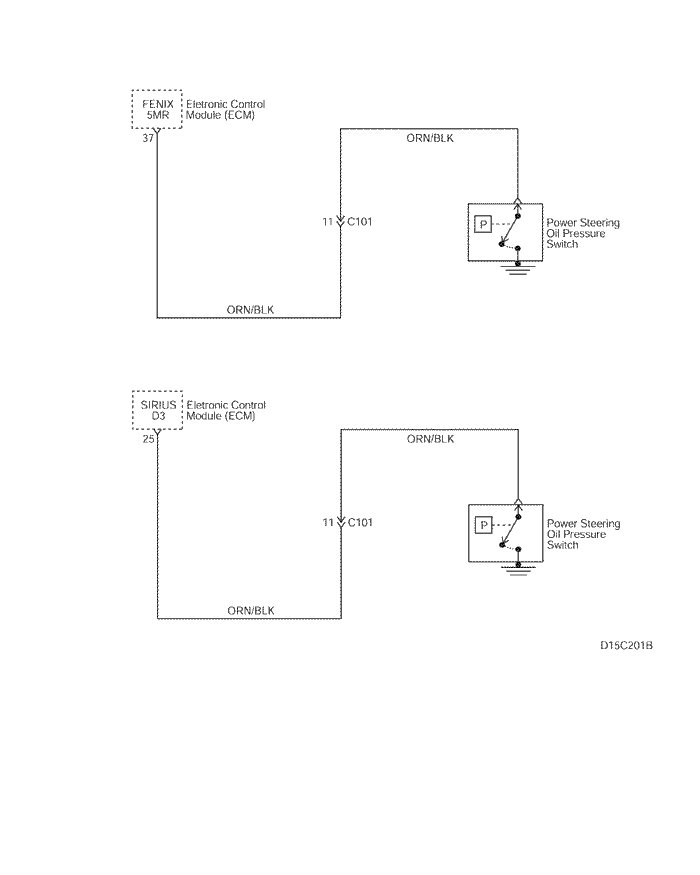 FENIX
5MR
Eletronic Control
Module (ECM)
37
ORN/BLK
11 C101
P
Power Steering
Oil Pressure
Switch
ORN/BLK
SIRIUS
D3
Eletronic Control
Module (ECM)
25
ORN/BLK
11 C101
P
Power Steering
Oil Pressure
Switch
ORN/BLK
D15C201B